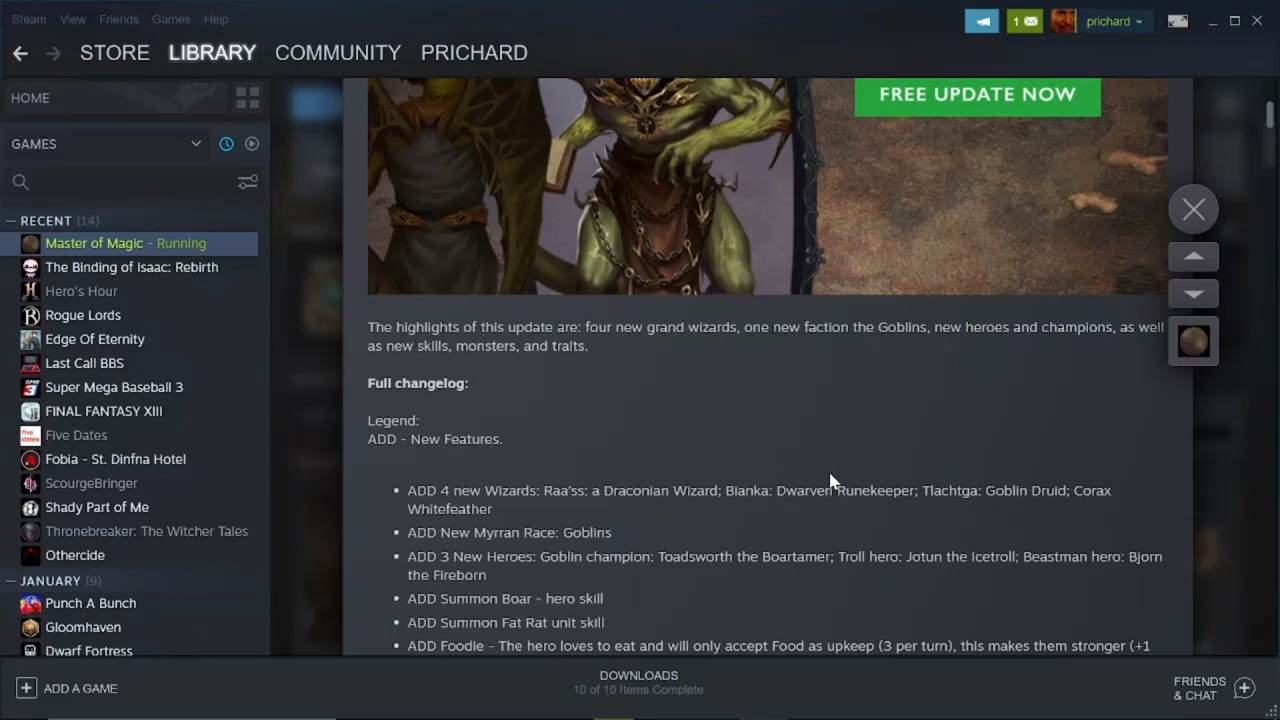 Steam View Friends Games Help
1
prichard
STORE LIBRARY COMMUNITY PRICHARD
HOME
GAMES
RECENT (14)
Master of Magic - Running
The Binding of Isaac: Rebirth
Hero's Hour
Rogue Lords
Edge Of Eternity
Last Call BBS
Super Mega Baseball 3
FINAL FANTASY XIII
Five Dates
Fobia - St. Dinfna Hotel
ScourgeBringer
Shady Part of Me
Thronebreaker: The Witcher Tales
Othercide
JANUARY (9)
Punch A Bunch
Gloomhaven
Dwarf Fortress
FREE UPDATE NOW
The highlights of this update are: four new grand wizards, one new faction the Goblins, new heroes and champions, as well
as new skills, monsters, and traits.
Full changelog:
Legend:
ADD - New Features.
• ADD 4 new Wizards: Raa'ss: a Draconian Wizard; Bianka: Dwarven Runekeeper; Tlachtga: Goblin Druid; Corax
Whitefeather
• ADD New Myrran Race: Goblins
• ADD 3 New Heroes: Goblin champion: Toadsworth the Boartamer; Troll hero: Jotun the Icetroll; Beastman hero: Bjorn
the Fireborn
• ADD Summon Boar - hero skill
• ADD Summon Fat Rat unit skill
• ADD Foodie - The hero loves to eat and will only accept Food as upkeep (3 per turn), this makes them stronger (+1
ADD A GAME
DOWNLOADS
10 of 10 Items Complete
FRIENDS
& CHAT